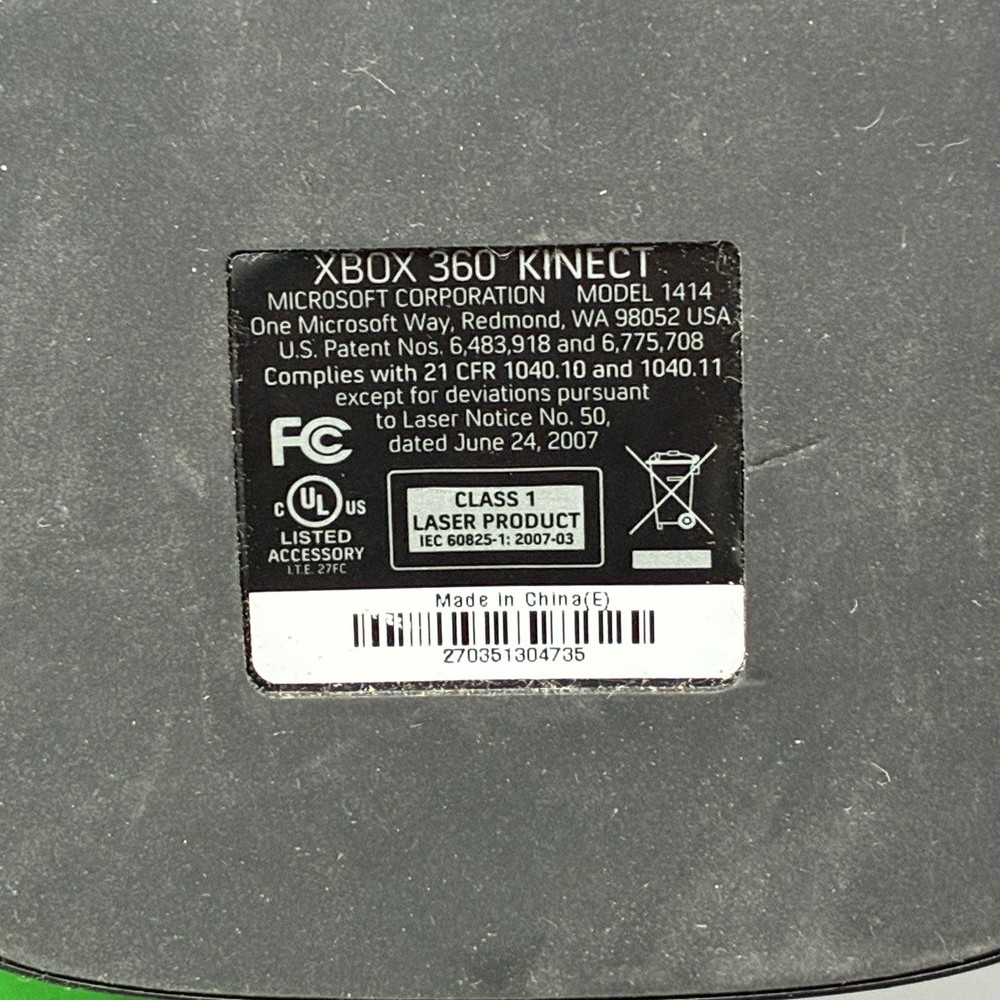 XBOX 360 KINECT
MICROSOFT CORPORATION MODEL 1414
One Microsoft Way, Redmond, WA 98052 USA
U.S. Patent Nos. 6,483,918 and 6,775,708
Complies with 21 CFR 1040.10 and 1040.11
except for deviations pursuant
to Laser Notice No. 50,
dated June 24, 2007
FC
C UL US
LISTED
ACCESSORY
I.T.E. 27FC
CLASS 1
LASER PRODUCT
IEC 60825-1: 2007-03
Made in China(E)
270351304735